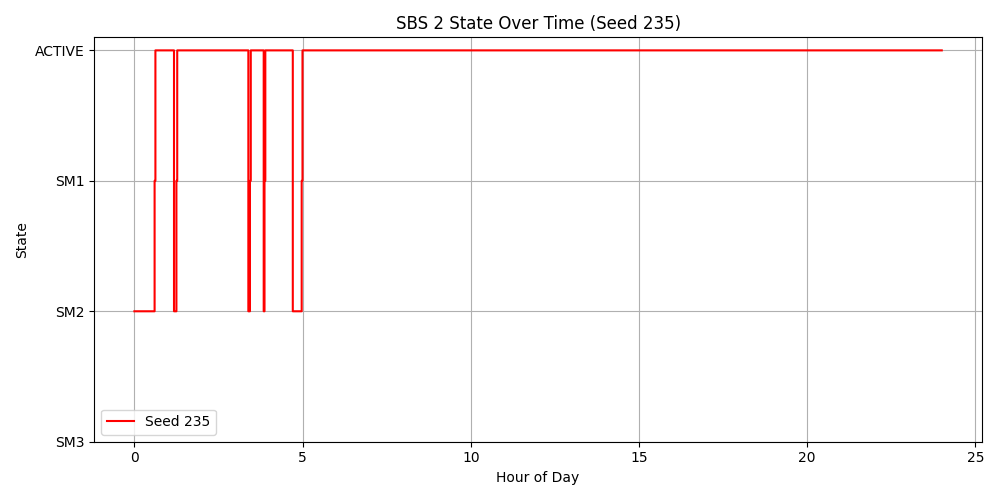 SBS 2 State Over Time (Seed 235)
ACTIVE
SM1
SM2
SM3
State
Seed 235
0 5 10 15 20 25
Hour of Day